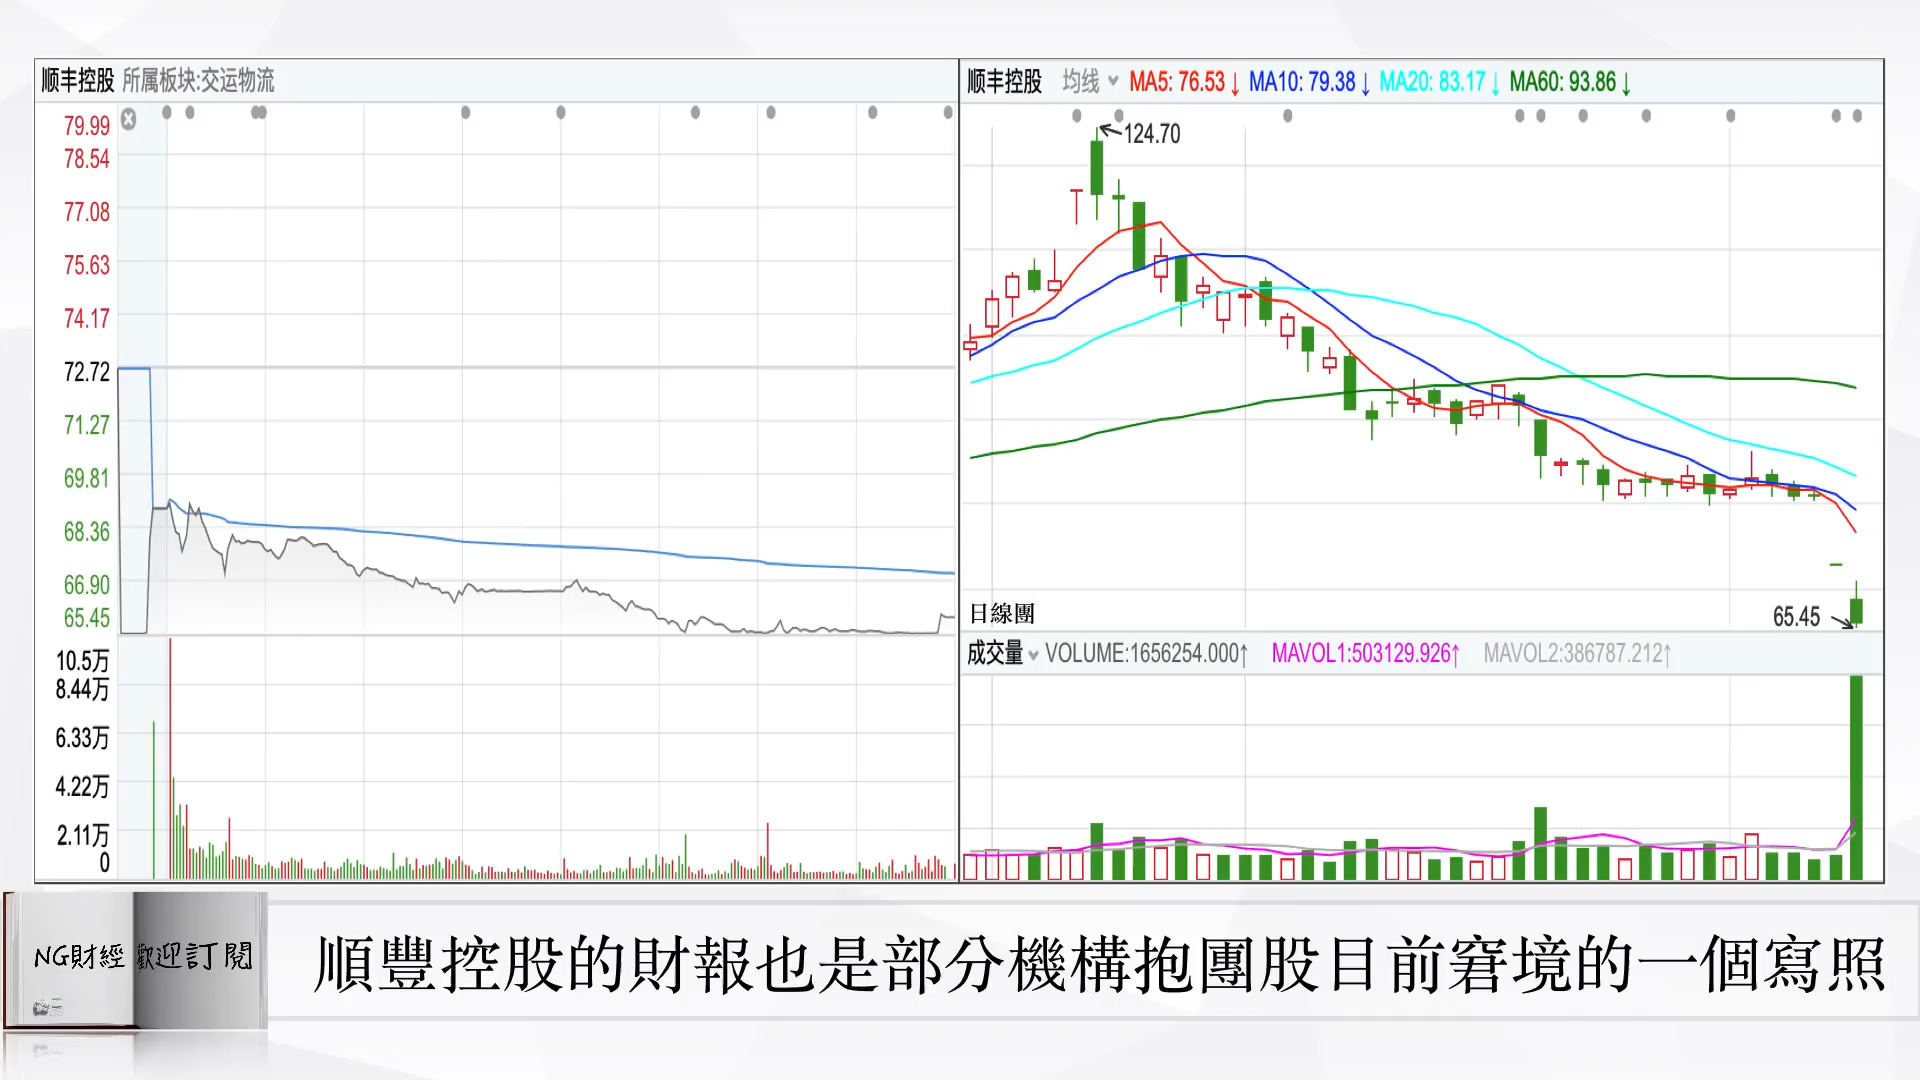 顺丰控股 所属板块:交运物流
79.99
78.54
77.08
75.63
74.17
72.72
71.27
69.81
68.36
66.90
65.45
10.5万
8.44万
6.33万
4.22万
2.11万
0
顺丰控股 均线 MA5: 76.53↓ MA10: 79.38↓ MA20: 83.17↓ MA60: 93.86↓
124.70
65.45
日線團
成交量 VOLUME:1656254.000↑ MAVOL1:503129.926↑ MAVOL2:386787.212↑
NG財經 歡迎訂閱
順豐控股的財報也是部分機構抱團股目前窘境的一個寫照